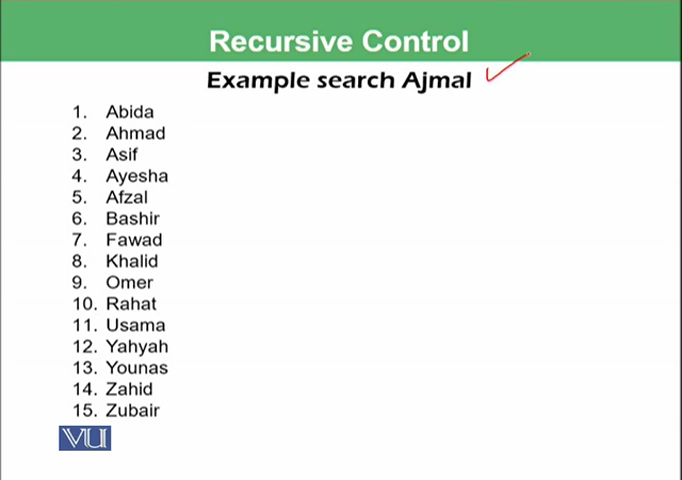 Recursive Control
Example search Ajmal
1. Abida
2. Ahmad
3. Asif
4. Ayesha
5. Afzal
6. Bashir
7. Fawad
8. Khalid
9. Omer
10. Rahat
11. Usama
12. Yahyah
13. Younas
14. Zahid
15. Zubair
VU